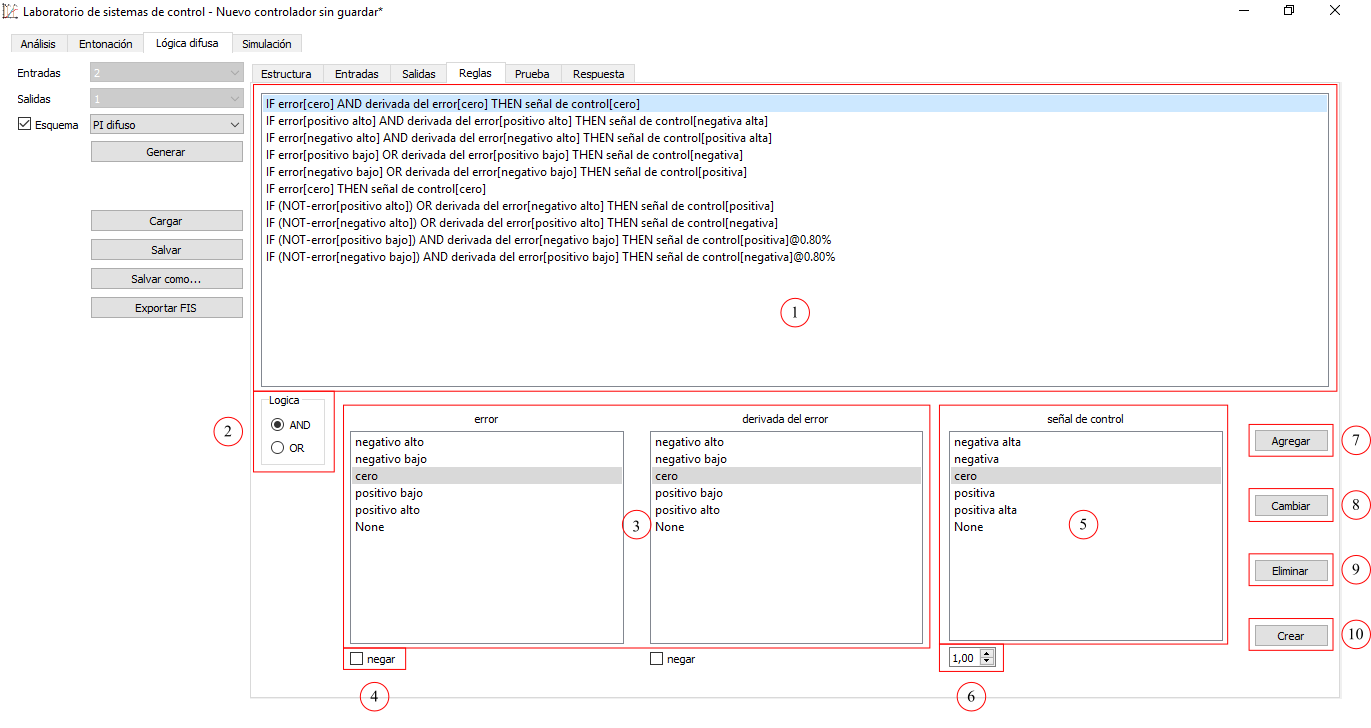 Laboratorio de sistemas de control - Nuevo controlador sin guardar*
Análisis Entonación Lógica difusa Simulación
Entradas 2
Salidas 1
Esquema PI difuso
Generar
Cargar
Salvar
Salvar como...
Exportar FIS
Estructura Entradas Salidas Reglas Prueba Respuesta
IF error[cero] AND derivada del error[cero] THEN señal de control[cero]
IF error[positivo alto] AND derivada del error[positivo alto] THEN señal de control[negativa alta]
IF error[negativo alto] AND derivada del error[negativo alto] THEN señal de control[positiva alta]
IF error[positivo bajo] OR derivada del error[positivo bajo] THEN señal de control[negativa]
IF error[negativo bajo] OR derivada del error[negativo bajo] THEN señal de control[positiva]
IF error[cero] THEN señal de control[cero]
IF (NOT-error[positivo alto]) OR derivada del error[negativo alto] THEN señal de control[positiva]
IF (NOT-error[negativo alto]) OR derivada del error[positivo alto] THEN señal de control[negativa]
IF (NOT-error[positivo bajo]) AND derivada del error[negativo bajo] THEN señal de control[positiva]@0.80%
IF (NOT-error[negativo bajo]) AND derivada del error[positivo bajo] THEN señal de control[negativa]@0.80%
1
Logica
AND
OR
2
error
negativo alto
negativo bajo
cero
positivo bajo
positivo alto
None
negar
3
4
derivada del error
negativo alto
negativo bajo
cero
positivo bajo
positivo alto
None
negar
señal de control
negativa alta
negativa
cero
positiva
positiva alta
None
5
1,00
6
Agregar 7
Cambiar 8
Eliminar 9
Crear 10